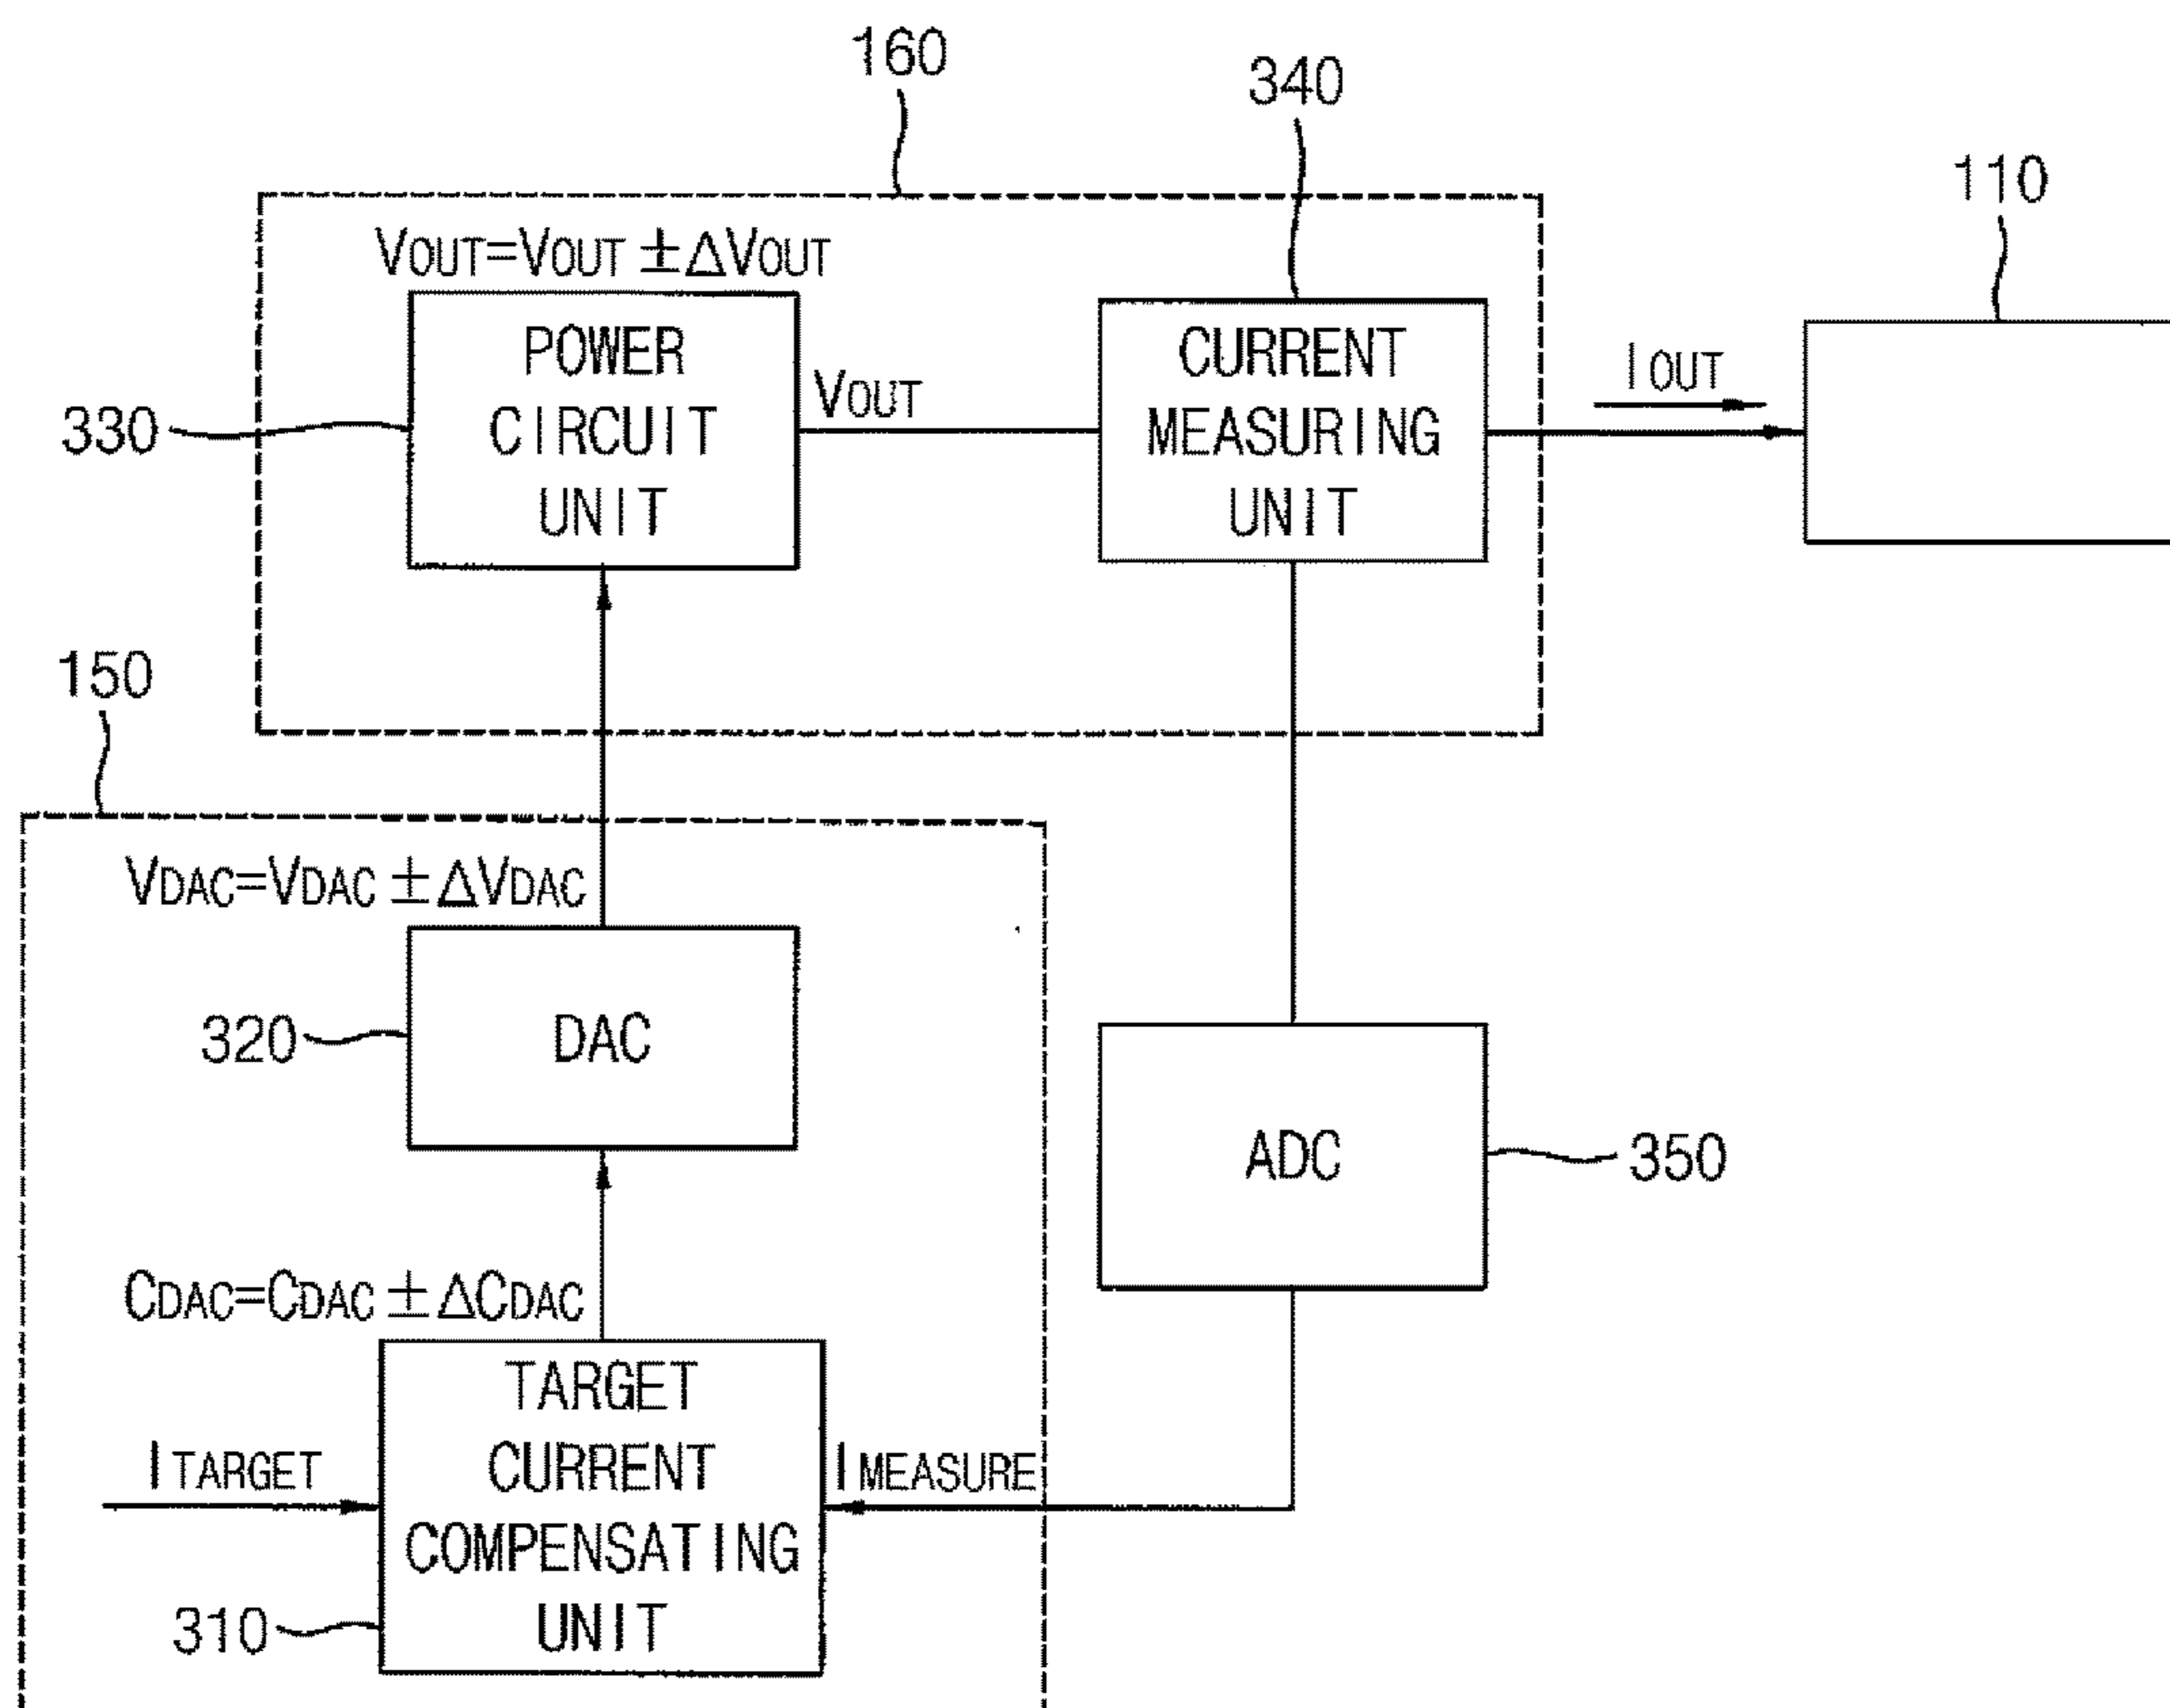 160
340
110
VOUT=VOUT±ΔVOUT
POWER
CIRCUIT
UNIT
330
VOUT
CURRENT
MEASURING
UNIT
IOUT
150
VDAC=VDAC±ΔVDAC
320
DAC
ADC
350
CDAC=CDAC±ΔCDAC
TARGET
CURRENT
COMPENSATING
UNIT
ITARGET
IMEASURE
310